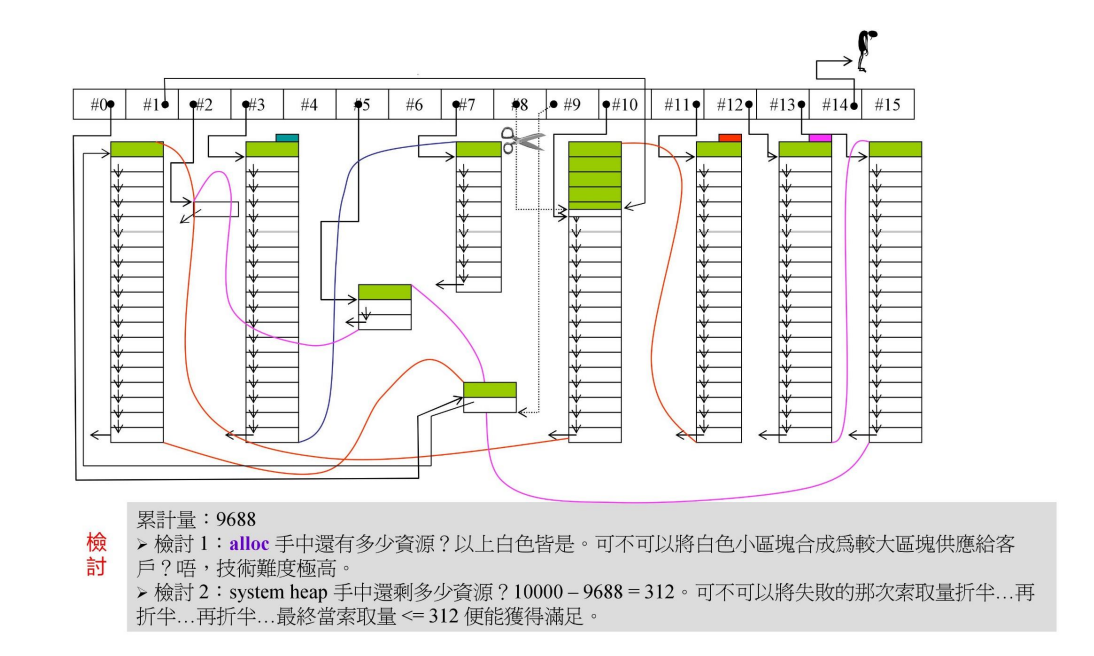 #0 #1 #2 #3 #4 #5 #6 #7 #8 #9 #10 #11 #12 #13 #14 #15
檢討
累計量：9688
➢ 檢討 1：alloc 手中還有多少資源？以上白色皆是。可不可以將白色小區塊合成爲較大區塊供應給客
戶？唔，技術難度極高。
➢ 檢討 2：system heap 手中還剩多少資源？10000 – 9688 = 312。可不可以將失敗的那次索取量折半…再
折半…再折半…最終當索取量 <= 312 便能獲得滿足。